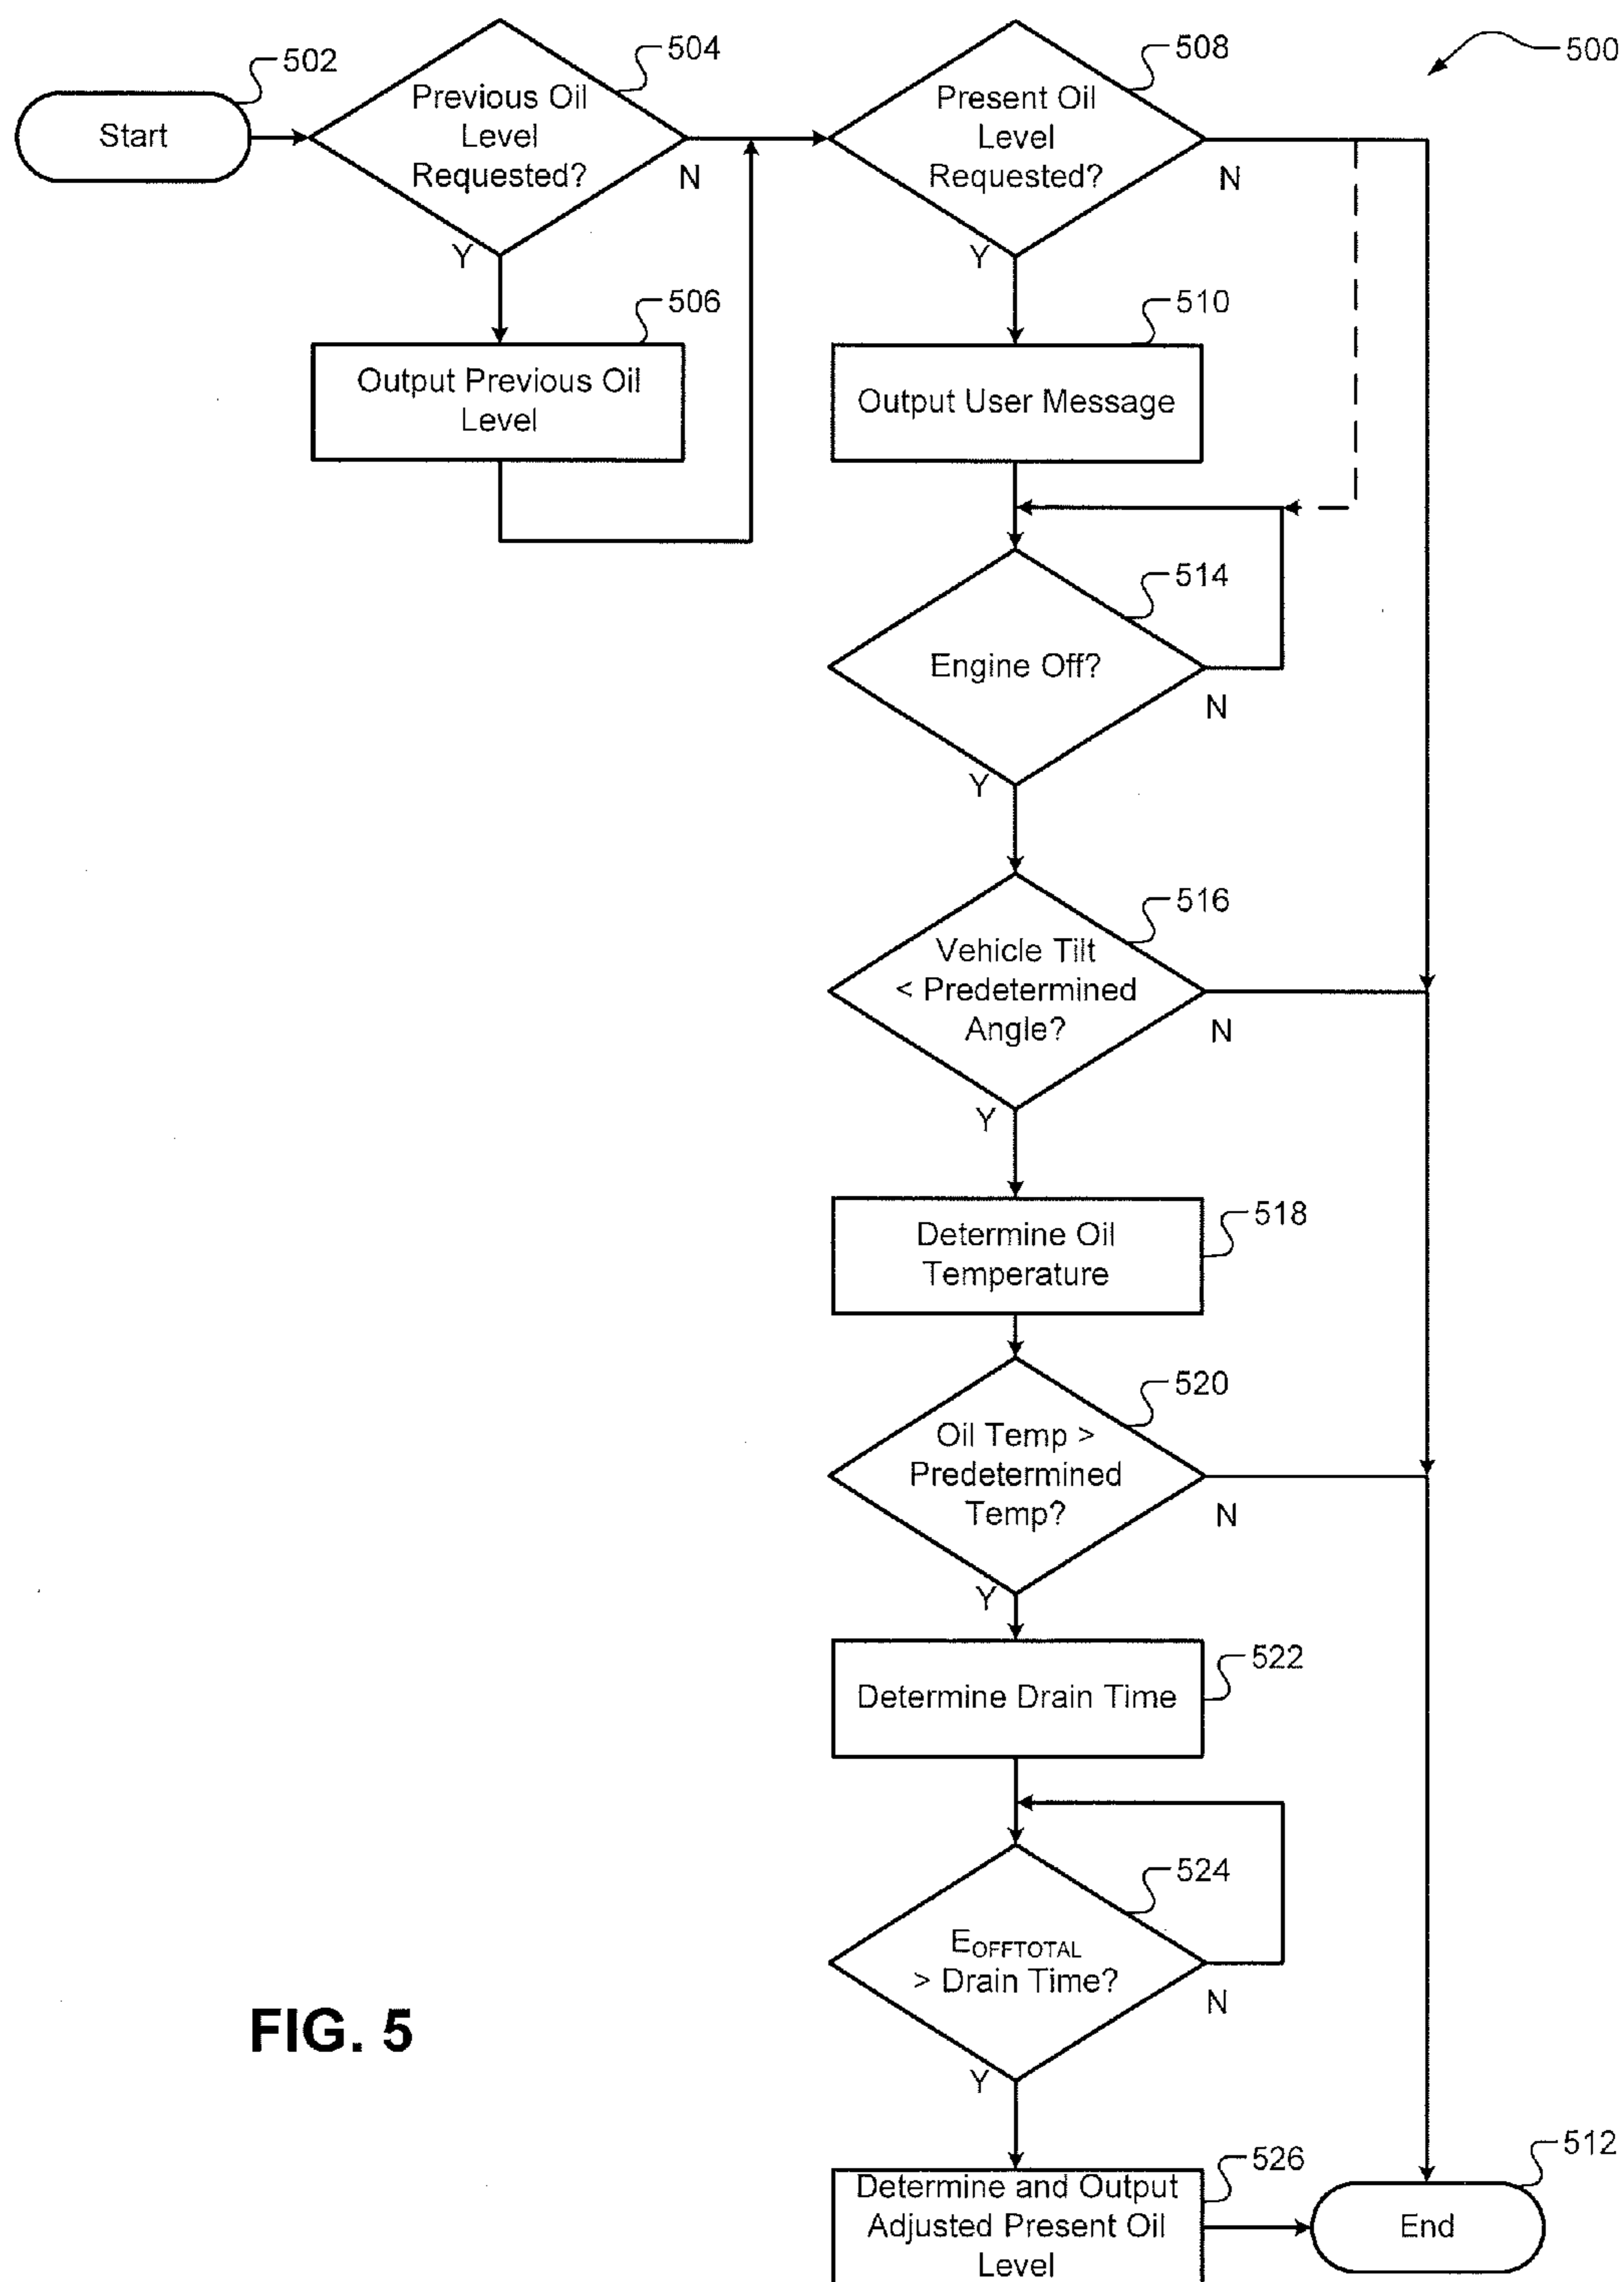 500
502
Start
504
Previous Oil
Level
Requested?
N
Y
506
Output Previous Oil
Level
508
Present Oil
Level
Requested?
N
Y
510
Output User Message
514
Engine Off?
N
Y
516
Vehicle Tilt
< Predetermined
Angle?
N
Y
518
Determine Oil
Temperature
520
Oil Temp >
Predetermined
Temp?
N
Y
522
Determine Drain Time
524
EOFFTOTAL
> Drain Time?
N
Y
526
Determine and Output
Adjusted Present Oil
Level
512
End
FIG. 5